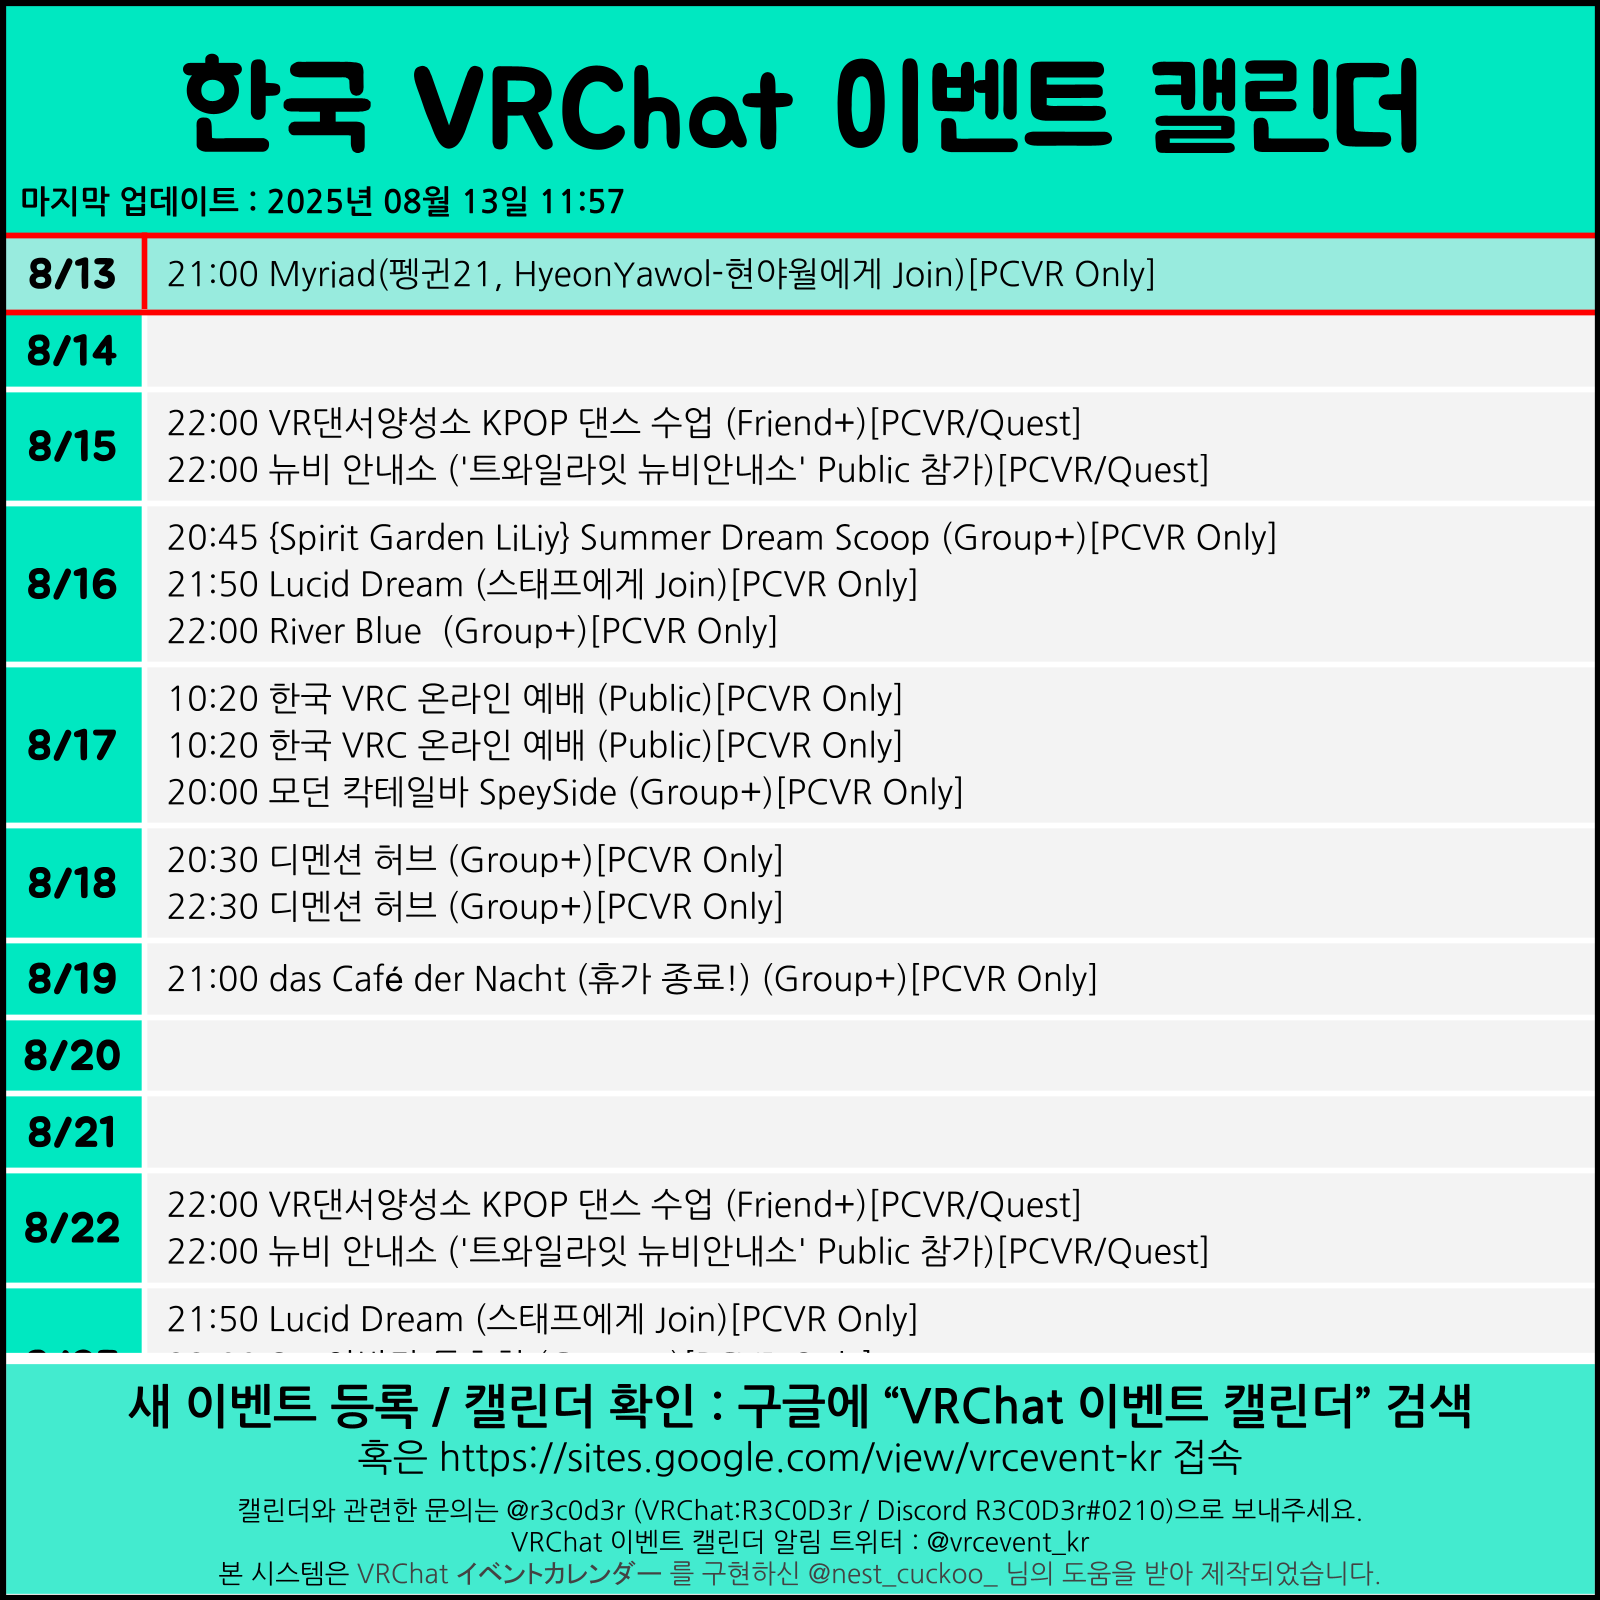 한국 VRChat 이벤트 캘린더
마지막 업데이트 : 2025년 08월 13일 11:57
8/13
21:00 Myriad(펭귄21, HyeonYawol-현야월에게 Join)[PCVR Only]
8/14
8/15
22:00 VR댄서양성소 KPOP 댄스 수업 (Friend+)[PCVR/Quest]
22:00 뉴비 안내소 ('트와일라잇 뉴비안내소' Public 참가)[PCVR/Quest]
8/16
20:45 {Spirit Garden LiLiy} Summer Dream Scoop (Group+)[PCVR Only]
21:50 Lucid Dream (스태프에게 Join)[PCVR Only]
22:00 River Blue  (Group+)[PCVR Only]
8/17
10:20 한국 VRC 온라인 예배 (Public)[PCVR Only]
10:20 한국 VRC 온라인 예배 (Public)[PCVR Only]
20:00 모던 칵테일바 SpeySide (Group+)[PCVR Only]
8/18
20:30 디멘션 허브 (Group+)[PCVR Only]
22:30 디멘션 허브 (Group+)[PCVR Only]
8/19
21:00 das Café der Nacht (휴가 종료!) (Group+)[PCVR Only]
8/20
8/21
8/22
22:00 VR댄서양성소 KPOP 댄스 수업 (Friend+)[PCVR/Quest]
22:00 뉴비 안내소 ('트와일라잇 뉴비안내소' Public 참가)[PCVR/Quest]
21:50 Lucid Dream (스태프에게 Join)[PCVR Only]
새 이벤트 등록 / 캘린더 확인 : 구글에 “VRChat 이벤트 캘린더” 검색
혹은 https://sites.google.com/view/vrcevent-kr 접속
캘린더와 관련한 문의는 @r3c0d3r (VRChat:R3C0D3r / Discord R3C0D3r#0210)으로 보내주세요.
VRChat 이벤트 캘린더 알림 트위터 : @vrcevent_kr
본 시스템은 VRChat イベントカレンダー 를 구현하신 @nest_cuckoo_ 님의 도움을 받아 제작되었습니다.